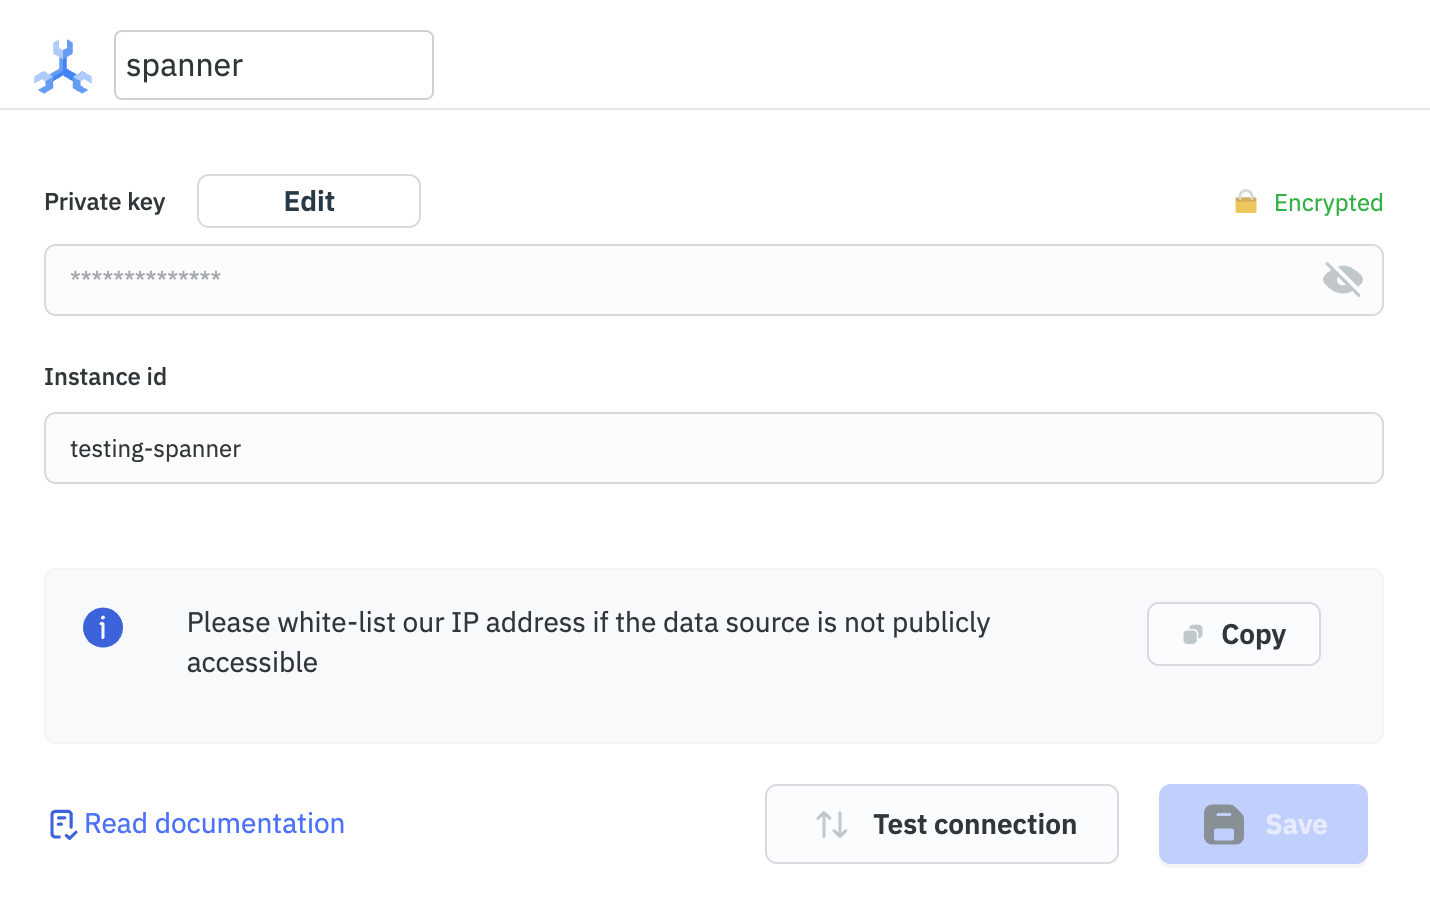 spanner
Private key
Edit
Encrypted
**************
Instance id
testing-spanner
Please white-list our IP address if the data source is not publicly
accessible
Copy
Read documentation
Test connection
Save